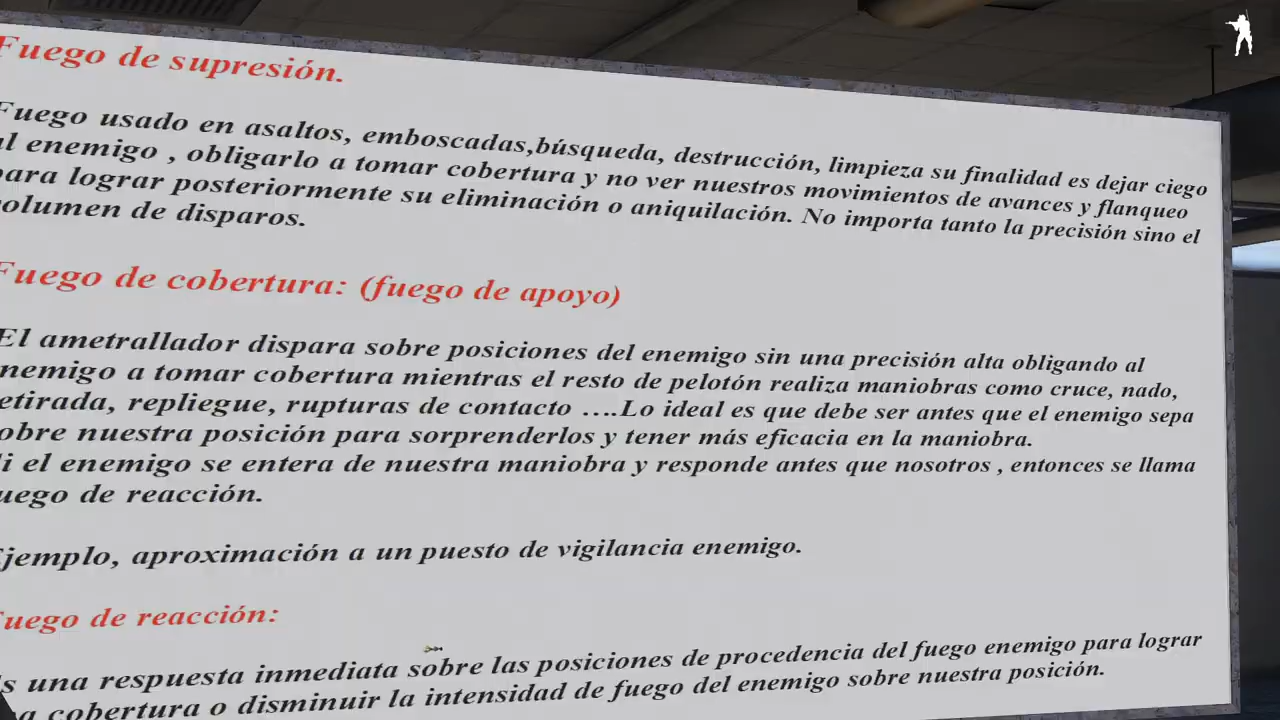 Fuego de supresión.
Fuego usado en asaltos, emboscadas,búsqueda, destrucción, limpieza su finalidad es dejar ciego
al enemigo , obligarlo a tomar cobertura y no ver nuestros movimientos de avances y flanqueo
para lograr posteriormente su eliminación o aniquilación. No importa tanto la precisión sino el
volumen de disparos.
Fuego de cobertura: (fuego de apoyo)
El ametrallador dispara sobre posiciones del enemigo sin una precisión alta obligando al
enemigo a tomar cobertura mientras el resto de pelotón realiza maniobras como cruce, nado,
retirada, repliegue, rupturas de contacto ....Lo ideal es que debe ser antes que el enemigo sepa
sobre nuestra posición para sorprenderlos y tener más eficacia en la maniobra.
Si el enemigo se entera de nuestra maniobra y responde antes que nosotros , entonces se llama
fuego de reacción.
Ejemplo, aproximación a un puesto de vigilancia enemigo.
Fuego de reacción:
Es una respuesta inmediata sobre las posiciones de procedencia del fuego enemigo para lograr
cobertura o disminuir la intensidad de fuego del enemigo sobre nuestra posición.